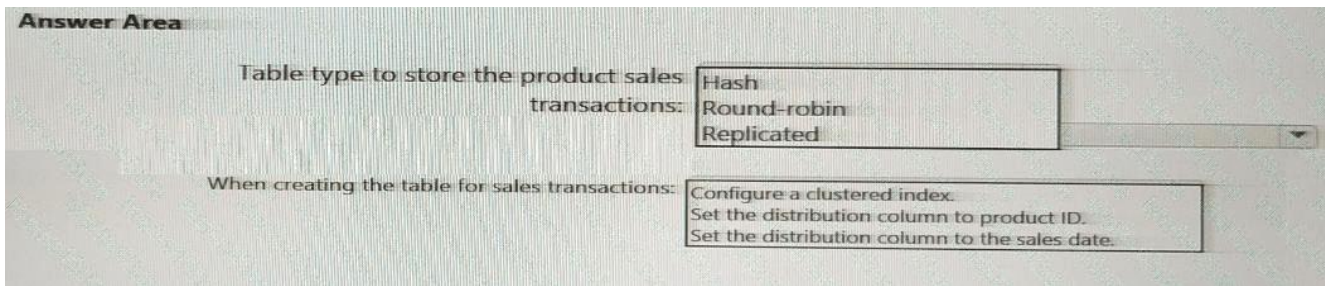 Answer Area
Table type to store the product sales
transactions:
Hash
Round-robin
Replicated
When creating the table for sales transactions:
Configure a clustered index.
Set the distribution column to product ID.
Set the distribution column to the sales date.